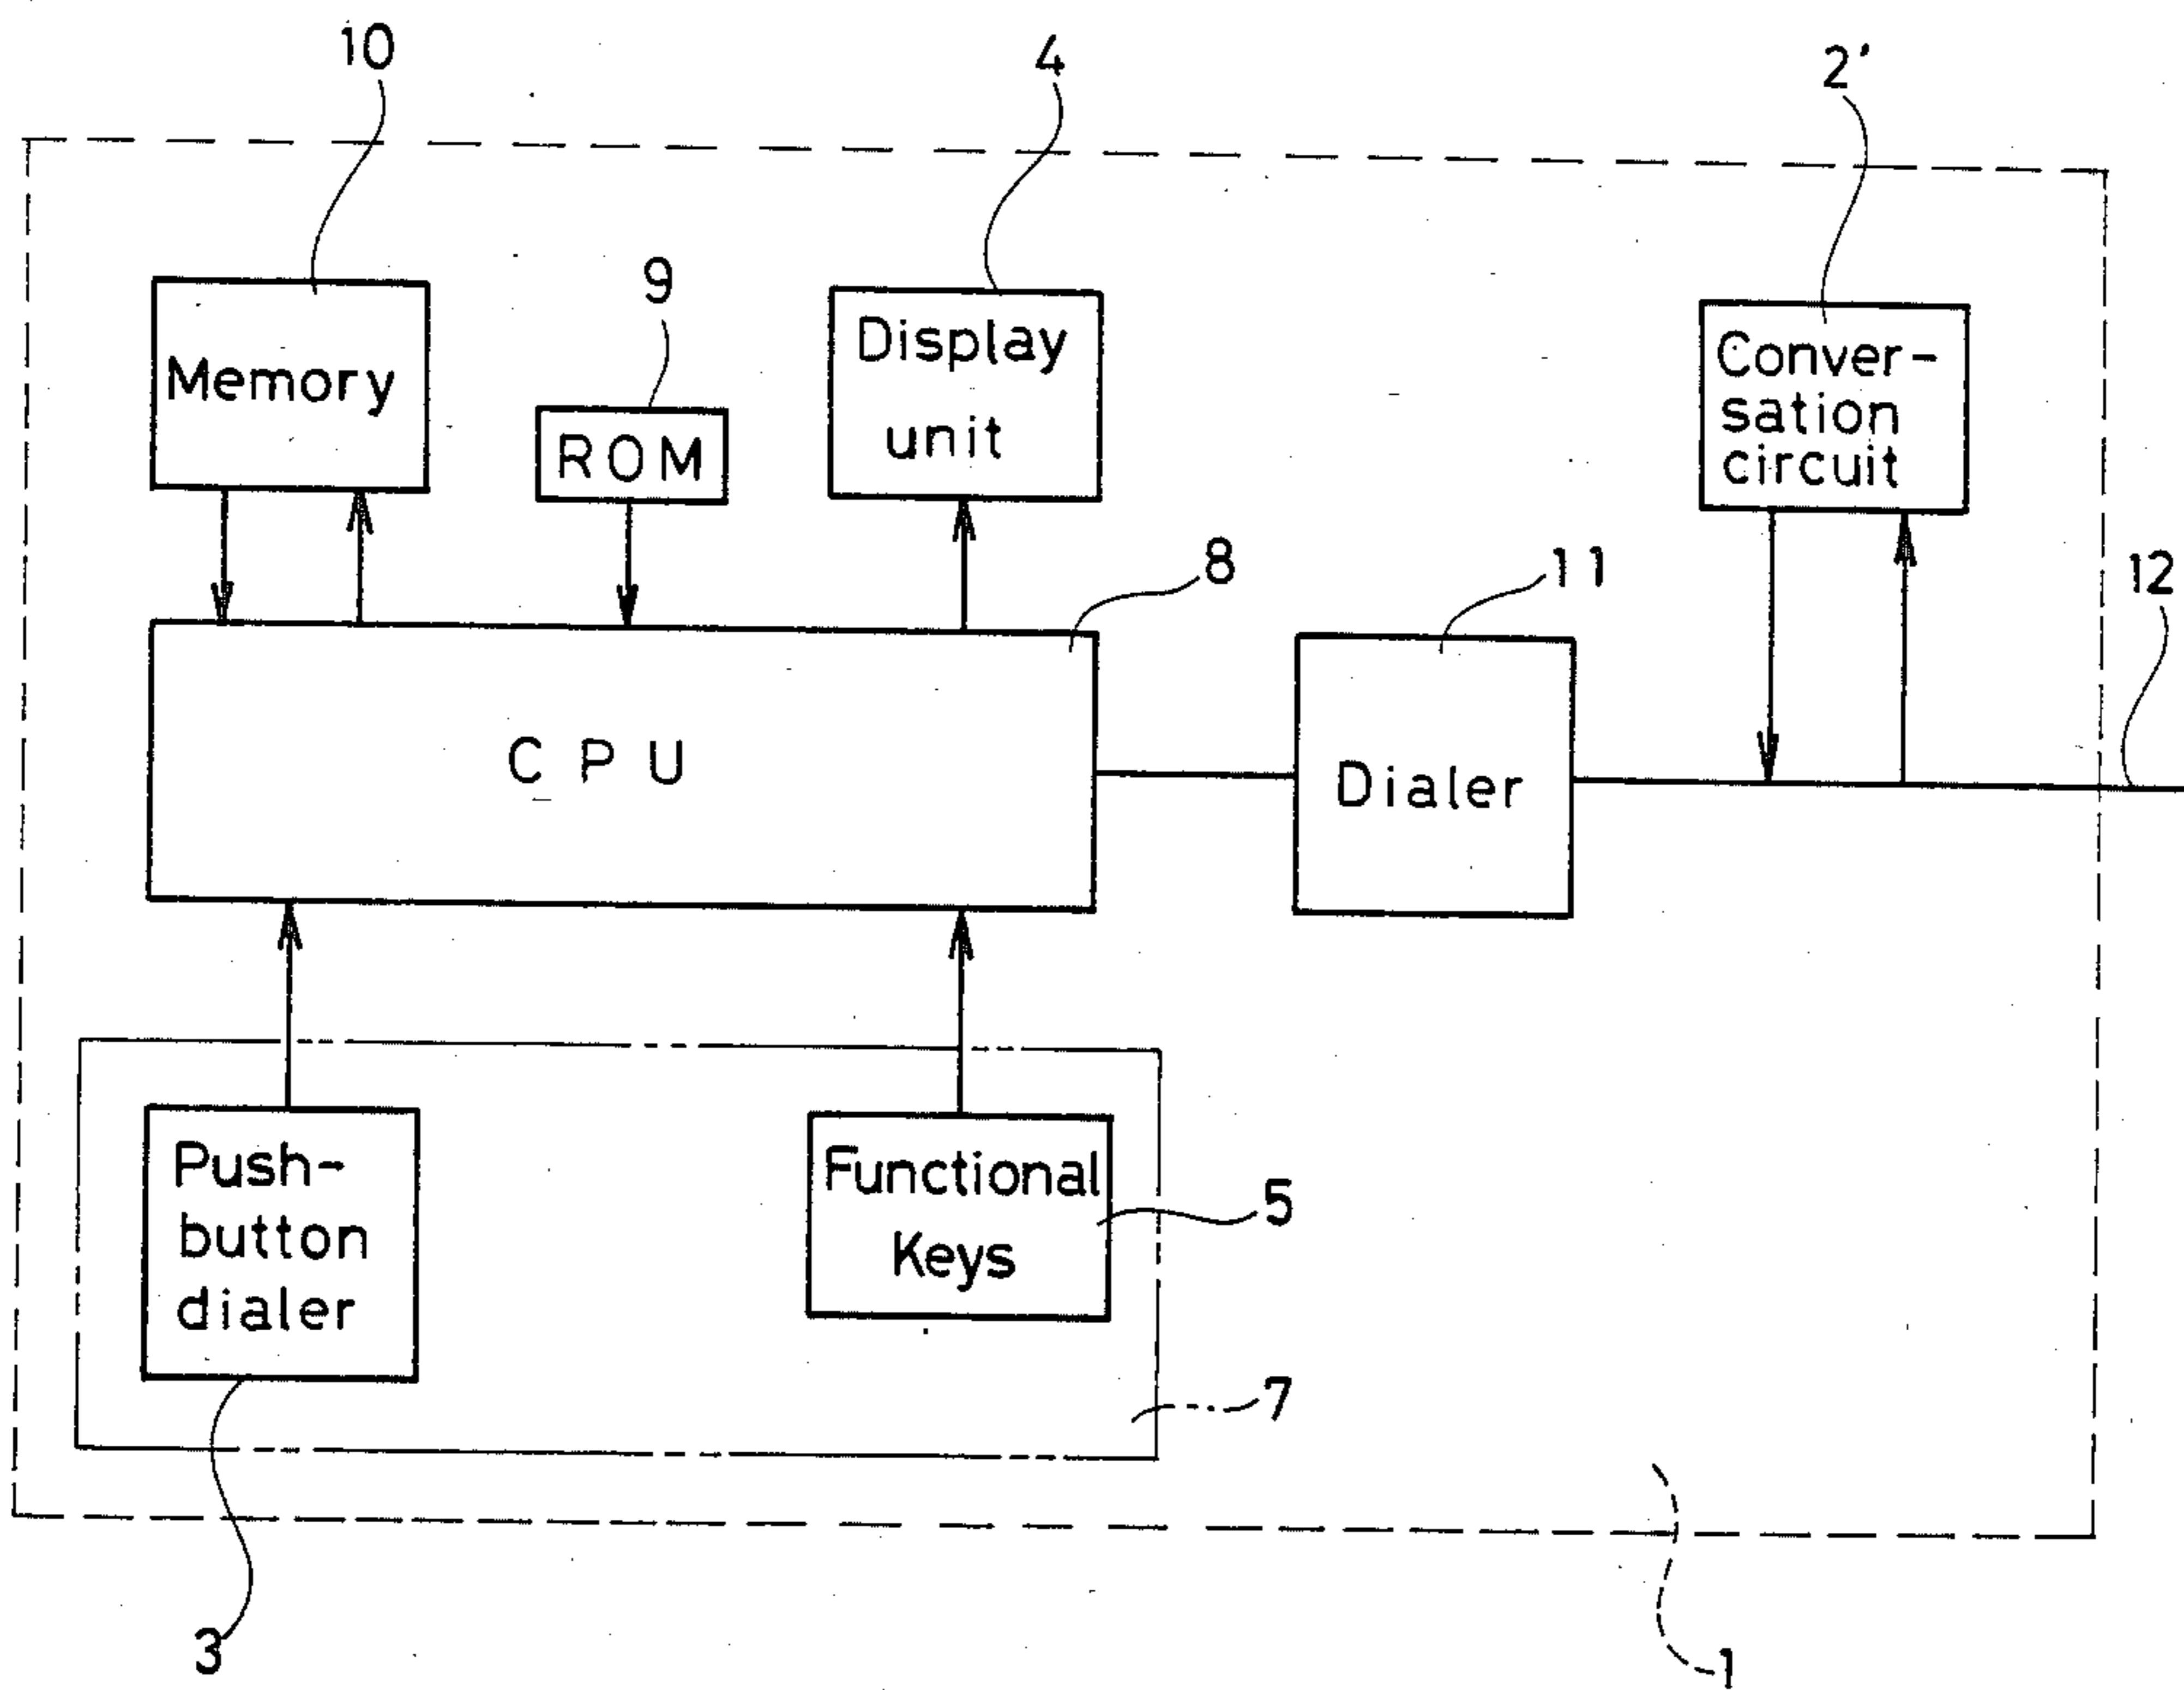 10
4
2'
9
Memory
ROM
Display
unit
Conver-
sation
circuit
8
11
12
CPU
Dialer
Push-
button
dialer
Functional
Keys
5
7
3
1